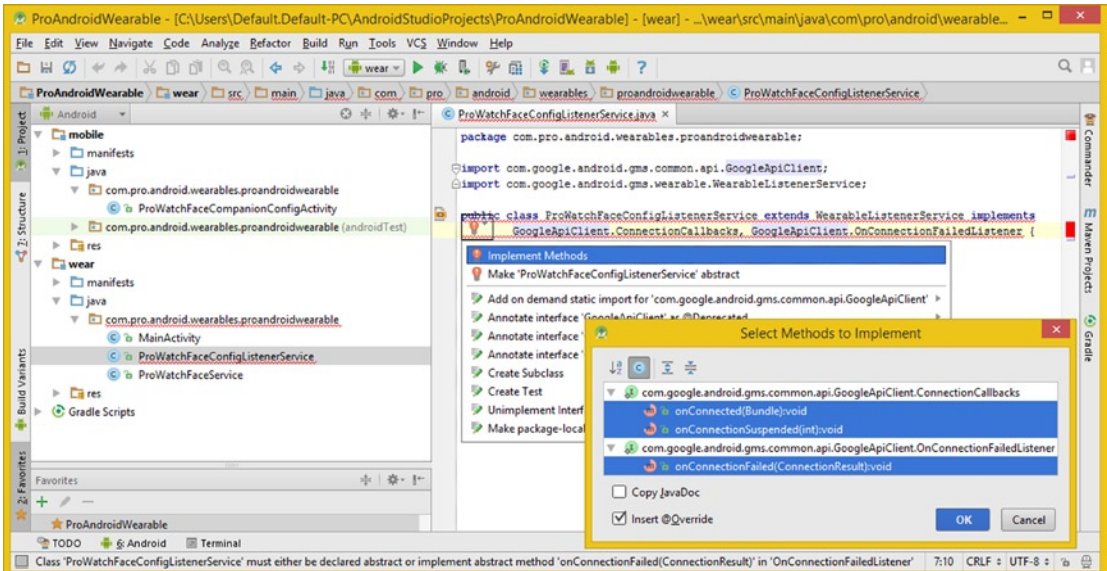 ProAndroidWearable - [C:\Users\Default.Default-PC\AndroidStudioProjects\ProAndroidWearable] - [wear] - ...\wear\src\main\java\com\pro\android\wearable...
File Edit View Navigate Code Analyze Refactor Build Run Tools VCS Window Help
wear
ProAndroidWearable wear src main java com pro android wearables proandroidwearable ProWatchFaceConfigListenerService
1: Project
2: Structure
Build Variants
2: Favorites
Android
mobile
manifests
java
com.pro.android.wearables.proandroidwearable
ProWatchFaceCompanionConfigActivity
com.pro.android.wearables.proandroidwearable (androidTest)
res
wear
manifests
java
com.pro.android.wearables.proandroidwearable
MainActivity
ProWatchFaceConfigListenerService
ProWatchFaceService
res
Gradle Scripts
Favorites
ProAndroidWearable
ProWatchFaceConfigListenerService.java
package com.pro.android.wearables.proandroidwearable;
import com.google.android.gms.common.api.GoogleApiClient;
import com.google.android.gms.wearable.WearableListenerService;
public class ProWatchFaceConfigListenerService extends WearableListenerService implements
GoogleApiClient.ConnectionCallbacks, GoogleApiClient.OnConnectionFailedListener {
Implement Methods
Make 'ProWatchFaceConfigListenerService' abstract
Add on demand static import for 'com.google.android.gms.common.api.GoogleApiClient'
Annotate interface 'GoogleApiClient' as @Deprecated
Annotate interface '
Annotate interface '
Create Subclass
Create Test
Unimplement Interf
Make package-local
Select Methods to Implement
com.google.android.gms.common.api.GoogleApiClient.ConnectionCallbacks
onConnected(Bundle):void
onConnectionSuspended(int):void
com.google.android.gms.common.api.GoogleApiClient.OnConnectionFailedListener
onConnectionFailed(ConnectionResult):void
Copy JavaDoc
Insert @Override
OK Cancel
Commander
Maven Projects
Gradle
TODO 6: Android Terminal
Class 'ProWatchFaceConfigListenerService' must either be declared abstract or implement abstract method 'onConnectionFailed(ConnectionResult)' in 'OnConnectionFailedListener' 7:10 CRLF UTF-8